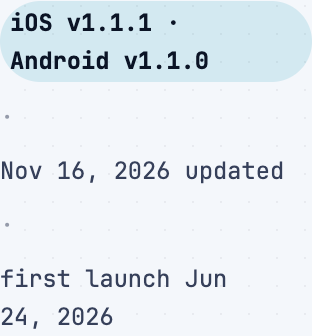 iOS v1.1.1 ·
Android v1.1.0
·
Nov 16, 2026 updated
·
first launch Jun
24, 2026